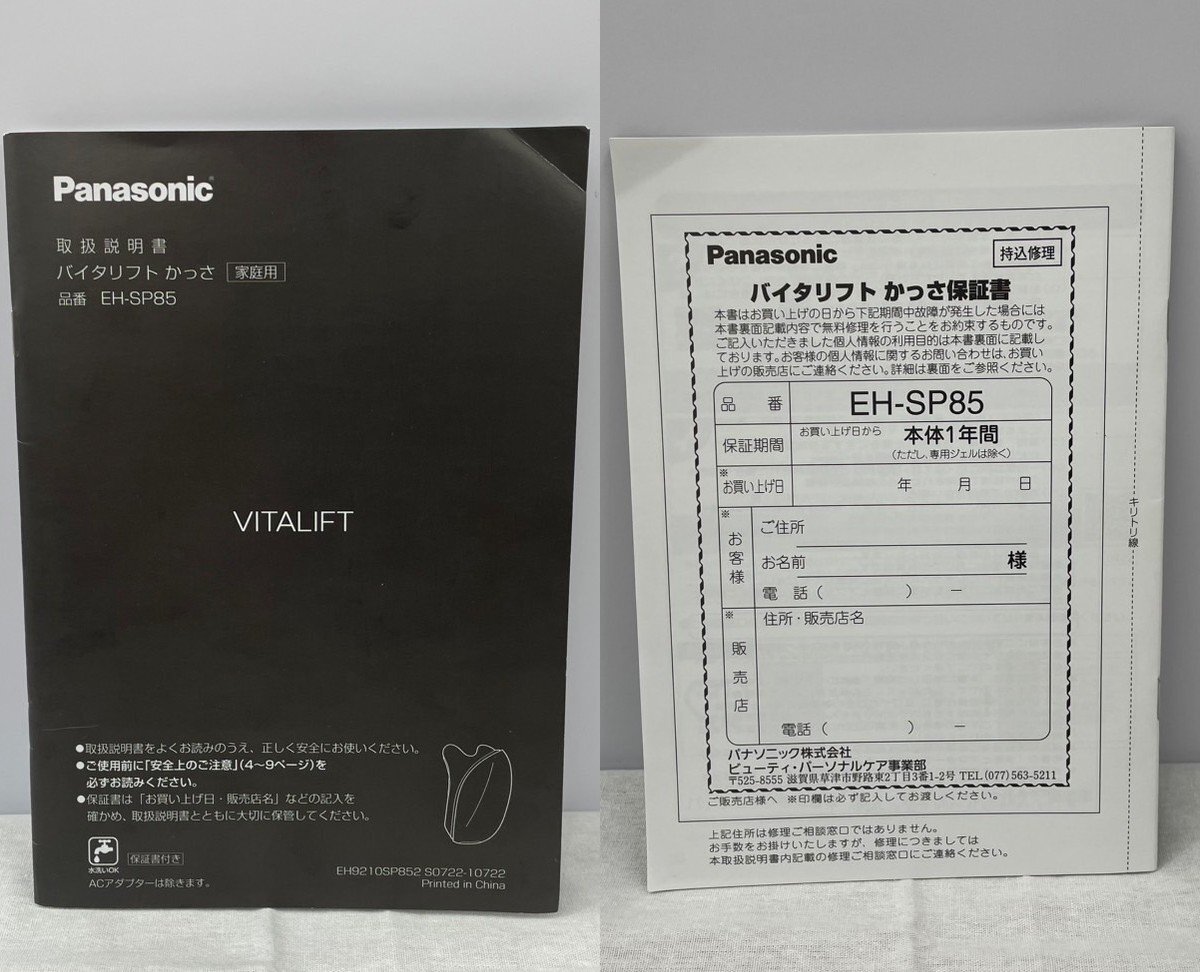 Panasonic
取扱説明書
バイタリフト かっさ 家庭用
品番 EH-SP85
VITALIFT
●取扱説明書をよくお読みのうえ、正しく安全にお使いください。
●ご使用前に「安全上のご注意」(4〜9ページ)を
必ずお読みください。
●保証書は「お買い上げ日・販売店名」などの記入を
確かめ、取扱説明書とともに大切に保管してください。
水洗いOK
保証書付き
ACアダプターは除きます。
EH9210SP852 S0722-10722
Printed in China
Panasonic
持込修理
バイタリフト かっさ保証書
本書はお買い上げの日から下記期間中故障が発生した場合には
本書裏面記載内容で無料修理を行うことをお約束するものです。
ご記入いただきました個人情報の利用目的は本書裏面に記載し
ております。お客様の個人情報に関するお問い合わせは、お買い
上げの販売店にご連絡ください。詳細は裏面をご参照ください。
品番 EH-SP85
保証期間 お買い上げ日から 本体1年間
(ただし、専用ジェルは除く)
※お買い上げ日 年 月 日
※お客様
ご住所
お名前 様
電話( ) −
※販売店
住所・販売店名
電話( ) −
パナソニック株式会社
ビューティ・パーソナルケア事業部
〒525-8555 滋賀県草津市野路東2丁目3番1-2号 TEL(077)563-5211
ご販売店様へ ※印欄は必ず記入してお渡しください。
上記住所は修理ご相談窓口ではありません。
お手数をお掛けいたしますが、修理につきましては
本取扱説明書内記載の修理ご相談窓口にご連絡ください。
キリトリ線